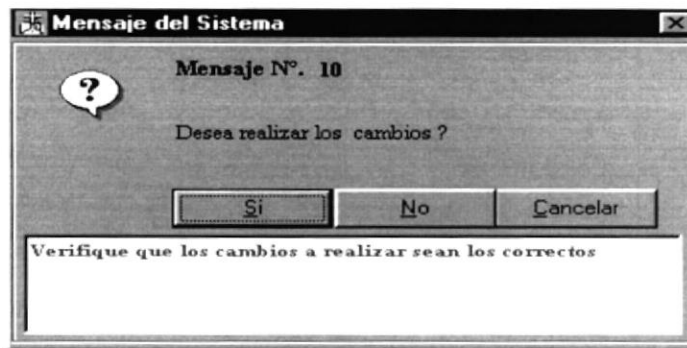 Mensaje del Sistema
Mensaje N°. 10
?
Desea realizar los cambios ?
Si No Cancelar
Verifique que los cambios a realizar sean los correctos